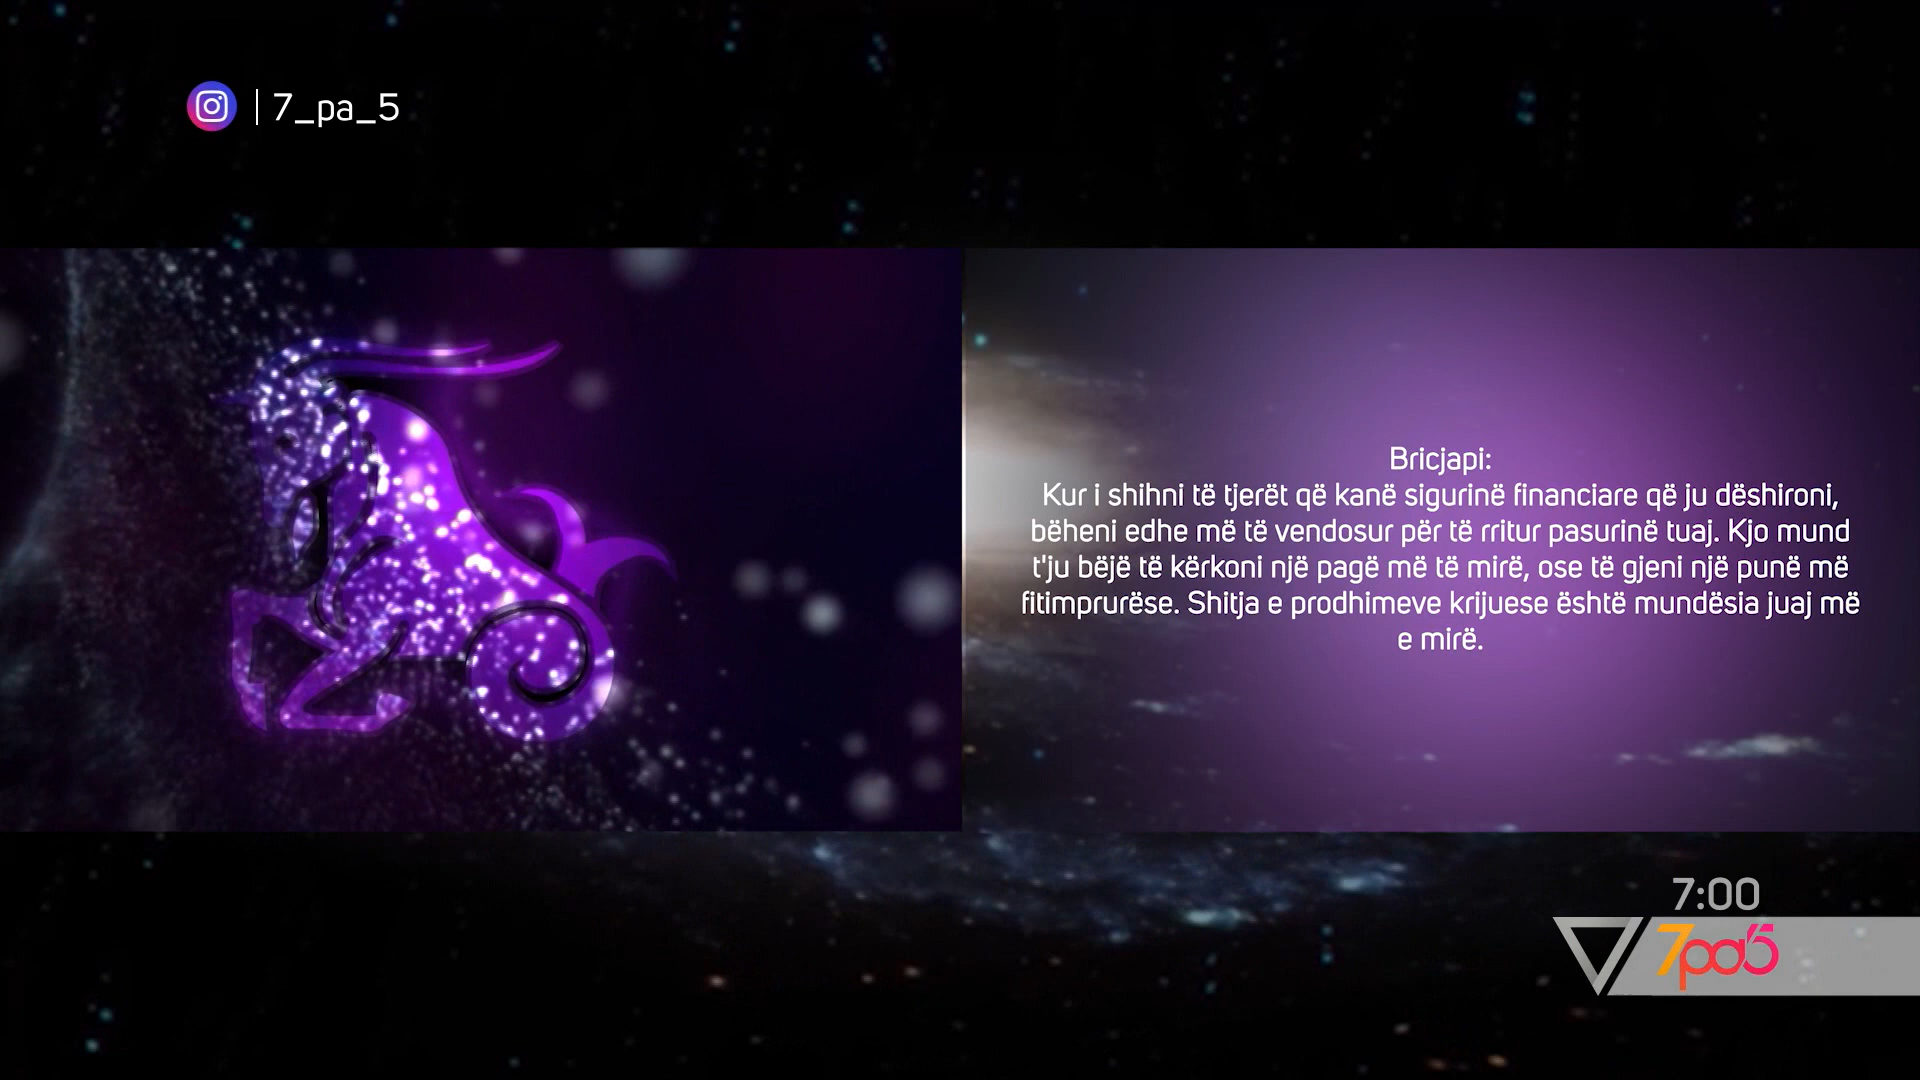 7_pa_5
Bricjapi:
Kur i shihni të tjerët që kanë sigurinë financiare që ju dëshironi,
bëheni edhe më të vendosur për të rritur pasurinë tuaj. Kjo mund
t'ju bëjë të kërkoni një pagë më të mirë, ose të gjeni një punë më
fitimprurëse. Shitja e prodhimeve krijuese është mundësia juaj më
e mirë.
7:00
7pa5